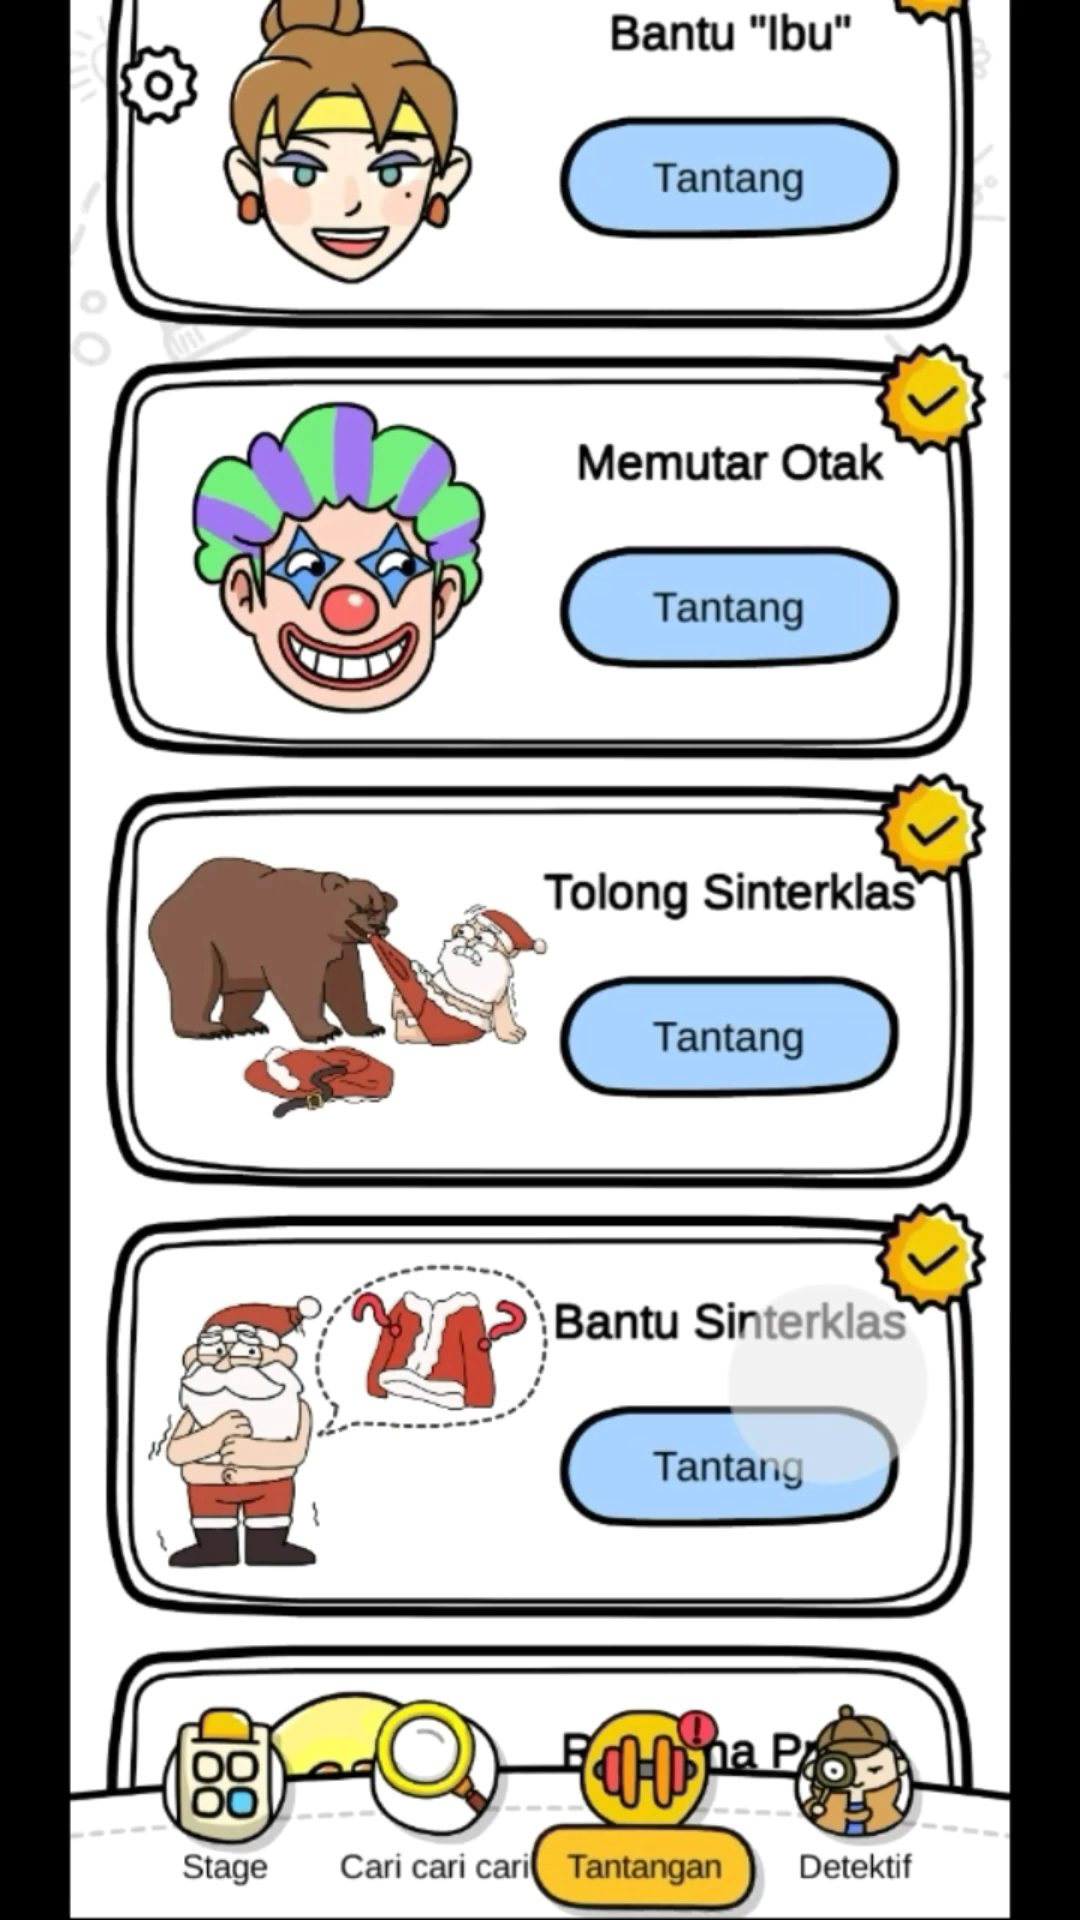 Bantu "Ibu"
Tantang
Memutar Otak
Tantang
Tolong Sinterklas
Tantang
Bantu Sinterklas
Tantang
Stage
Cari cari cari
Tantangan
Detektif